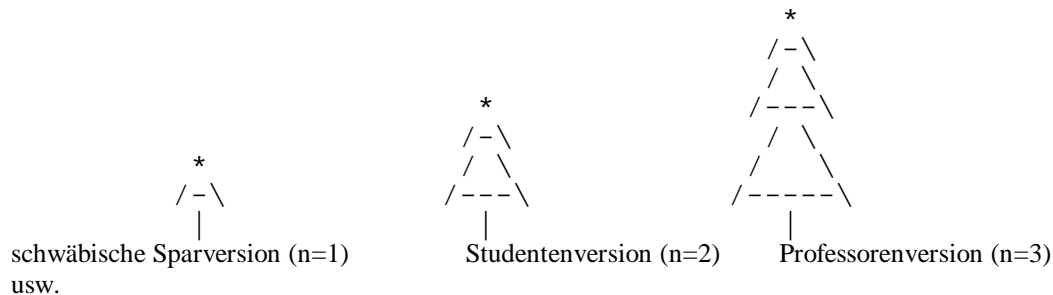 *
                                                               /-\
                                                               / \
                                      *                       /---\
                                     /-\                       / \
               *                     / \                      /   \
              /-\                   /---\                    /-----\
               |                      |                         |
schwäbische Sparversion (n=1) Studentenversion (n=2) Professorenversion (n=3)
usw.